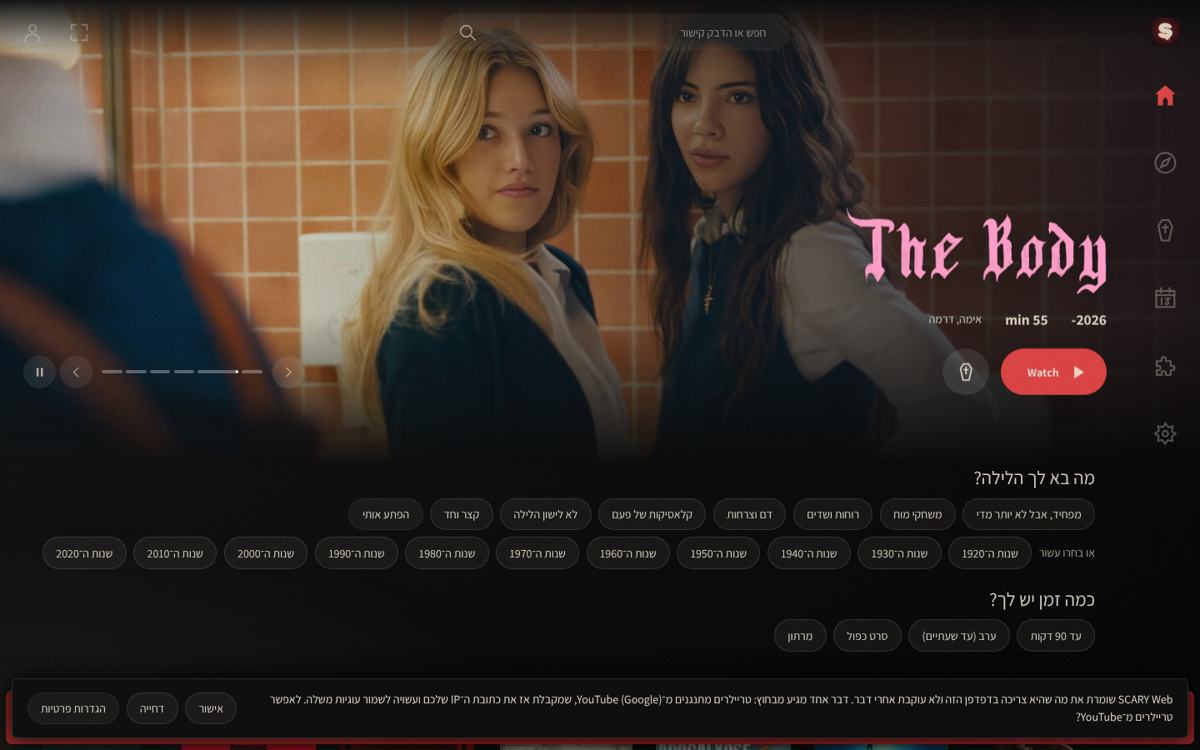 S
חפש או הדבק קישור
The Body
2026-
55 min
אימה, דרמה
Watch
13
מה בא לך הלילה?
מפחיד, אבל לא יותר מדי
משחקי מוח
רוחות ושדים
דם וצרחות
קלאסיקות של פעם
לא לישון הלילה
קצר וחד
הפתע אותי
או בחרו עשור
שנות ה־1920
שנות ה־1930
שנות ה־1940
שנות ה־1950
שנות ה־1960
שנות ה־1970
שנות ה־1980
שנות ה־1990
שנות ה־2000
שנות ה־2010
שנות ה־2020
כמה זמן יש לך?
עד 90 דקות
ערב (עד שעתיים)
סרט כפול
מרתון
SCARY Web שומרת את מה שהיא צריכה בדפדפן הזה ולא עוקבת אחרי דבר. דבר אחד מגיע מבחוץ: טריילרים מתנגנים מ־YouTube (Google), שמקבלת אז את כתובת ה־IP שלכם ועשויה לשמור עוגיות משלה. לאפשר
טריילרים מ־YouTube?
אישור
דחייה
הגדרות פרטיות